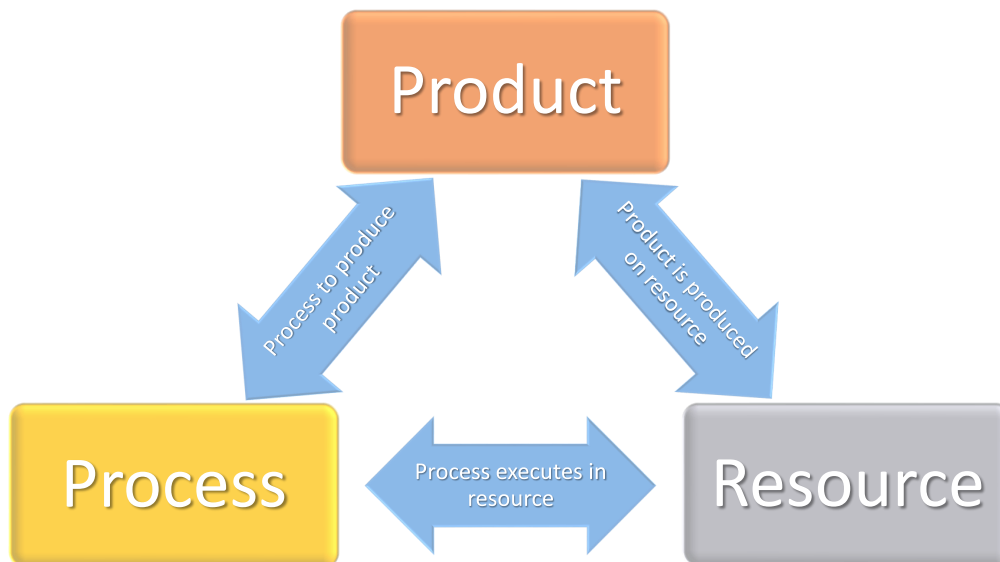 Product
Process to produce
product
Product is produced
on resource
Process
Process executes in
resource
Resource